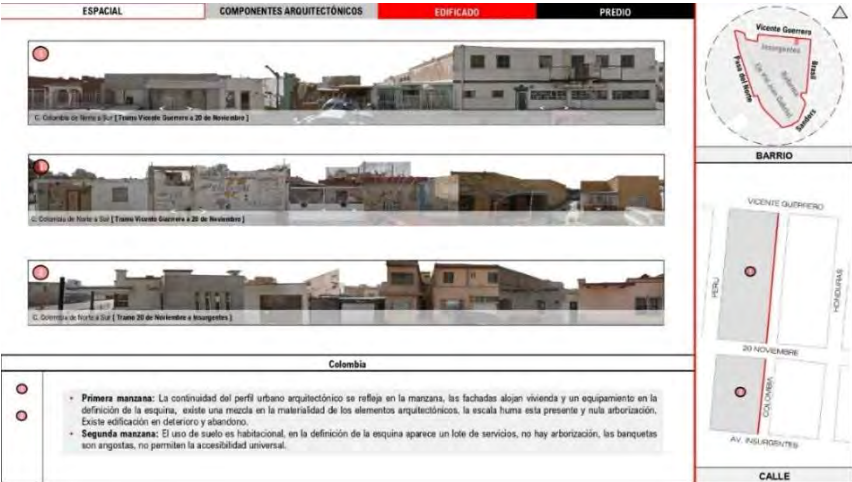 ESPACIAL
COMPONENTES ARQUITECTÓNICOS
EDIFICADO
PREDIO
C. Colombia de Norte a Sur [ Tramo Vicente Guerrero a 20 de Noviembre ]
C. Colombia de Norte a Sur [ Tramo Vicente Guerrero a 20 de Noviembre ]
C. Colombia de Norte a Sur [ Tramo 20 de Noviembre a Insurgentes ]
Colombia
• Primera manzana: La continuidad del perfil urbano arquitectónico se refleja en la manzana, las fachadas alojan vivienda y un equipamiento en la
definición de la esquina, existe una mezcla en la materialidad de los elementos arquitectónicos, la escala huma esta presente y nula arborización.
Existe edificación en deterioro y abandono.
• Segunda manzana: El uso de suelo es habitacional, en la definición de la esquina aparece un lote de servicios, no hay arborización, las banquetas
son angostas, no permiten la accesibilidad universal.
Vicente Guerrero
Insurgentes
Brasil
Paso del Norte
Eje Vial Juan Gabriel
Sanders
BARRIO
VICENTE GUERRERO
PERU
HONDURAS
20 NOVIEMBRE
COLOMBIA
AV. INSURGENTES
CALLE